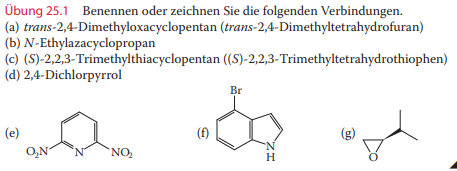 Übung 25.1 Benennen oder zeichnen Sie die folgenden Verbindungen.
(a) trans-2,4-Dimethyloxacyclopentan (trans-2,4-Dimethyltetrahydrofuran)
(b) N-Ethylazacyclopropan
(c) (S)-2,2,3-Trimethylthiacyclopentan ((S)-2,2,3-Trimethyltetrahydrothiophen)
(d) 2,4-Dichlorpyrrol
Br
(e) (f) (g)
O₂N N NO₂ N O
H